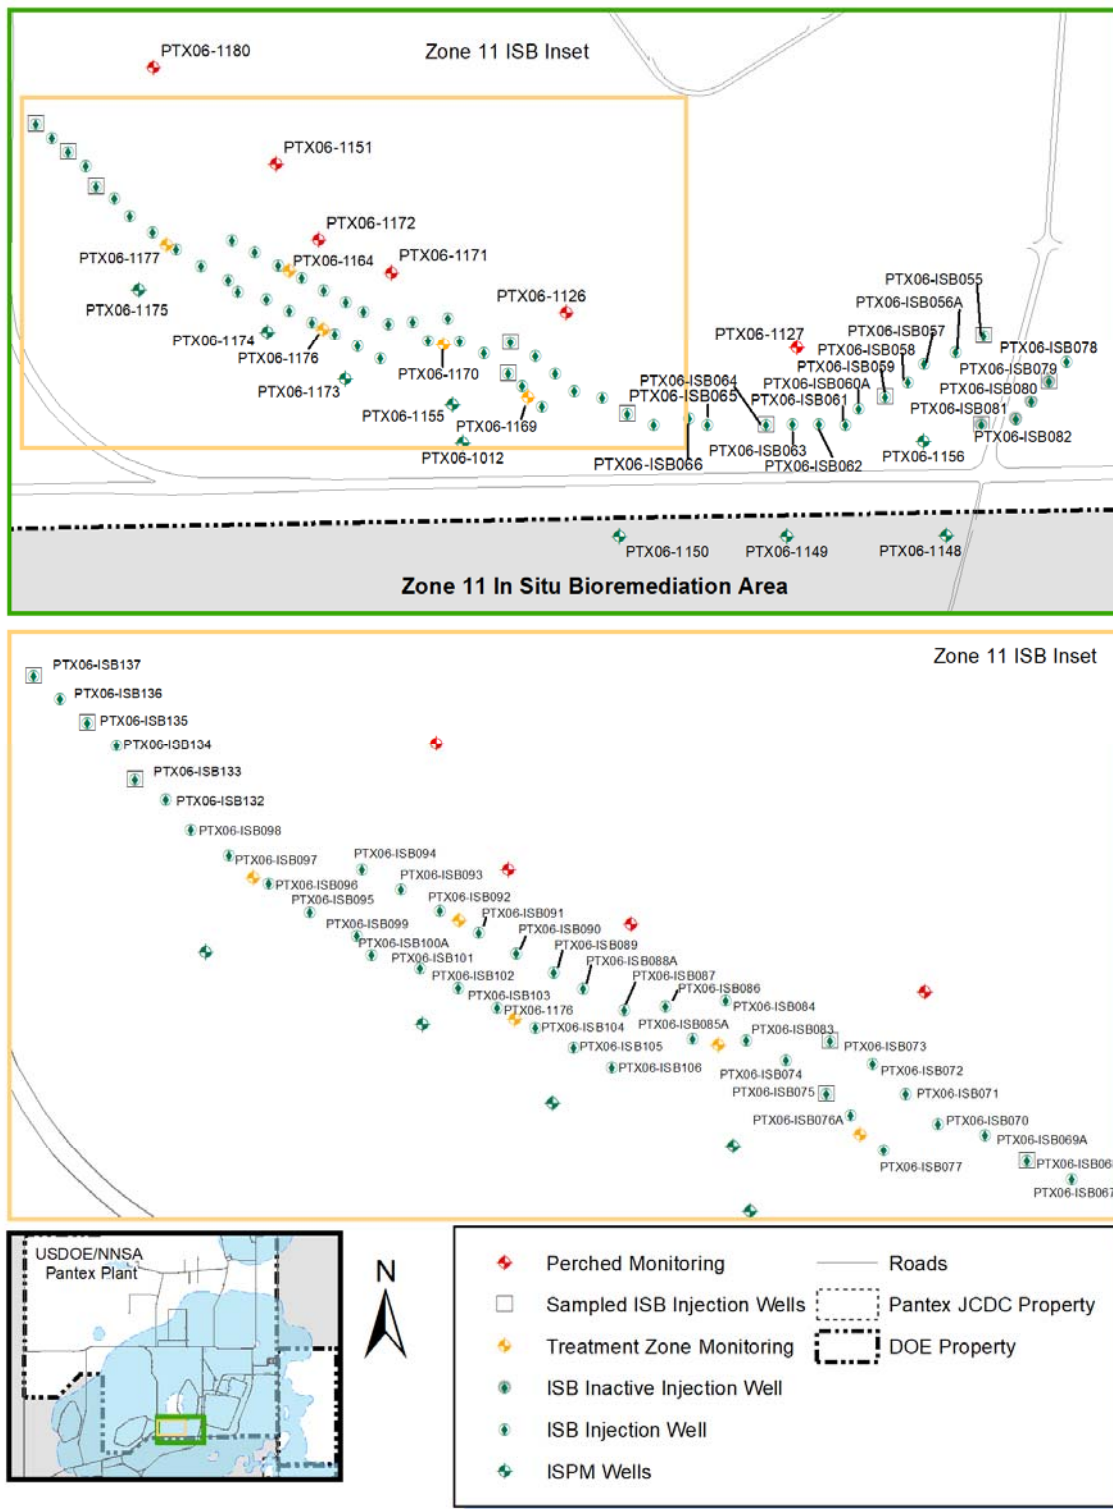 PTX06-1180
Zone 11 ISB Inset
PTX06-1151
PTX06-1172
PTX06-1177
PTX06-1164
PTX06-1171
PTX06-1175
PTX06-1126
PTX06-1174
PTX06-1176
PTX06-1173
PTX06-1170
PTX06-1155
PTX06-1169
PTX06-1012
PTX06-ISB055
PTX06-ISB056A
PTX06-ISB057
PTX06-1127
PTX06-ISB058
PTX06-ISB078
PTX06-ISB059
PTX06-ISB079
PTX06-ISB064
PTX06-ISB060A
PTX06-ISB080
PTX06-ISB065
PTX06-ISB061
PTX06-ISB081
PTX06-ISB082
PTX06-ISB063
PTX06-1156
PTX06-ISB066
PTX06-ISB062
PTX06-1150
PTX06-1149
PTX06-1148
Zone 11 In Situ Bioremediation Area
Zone 11 ISB Inset
PTX06-ISB137
PTX06-ISB136
PTX06-ISB135
PTX06-ISB134
PTX06-ISB133
PTX06-ISB132
PTX06-ISB098
PTX06-ISB097
PTX06-ISB094
PTX06-ISB093
PTX06-ISB096
PTX06-ISB095
PTX06-ISB092
PTX06-ISB091
PTX06-ISB099
PTX06-ISB090
PTX06-ISB100A
PTX06-ISB089
PTX06-ISB101
PTX06-ISB088A
PTX06-ISB102
PTX06-ISB087
PTX06-ISB103
PTX06-ISB086
PTX06-1176
PTX06-ISB084
PTX06-ISB104
PTX06-ISB085A
PTX06-ISB083
PTX06-ISB105
PTX06-ISB073
PTX06-ISB106
PTX06-ISB074
PTX06-ISB072
PTX06-ISB075
PTX06-ISB071
PTX06-ISB076A
PTX06-ISB070
PTX06-ISB069A
PTX06-ISB077
PTX06-ISB067
USDOE/NNSA
Pantex Plant
N
Perched Monitoring
Sampled ISB Injection Wells
Treatment Zone Monitoring
ISB Inactive Injection Well
ISB Injection Well
ISPM Wells
Roads
Pantex JCDC Property
DOE Property